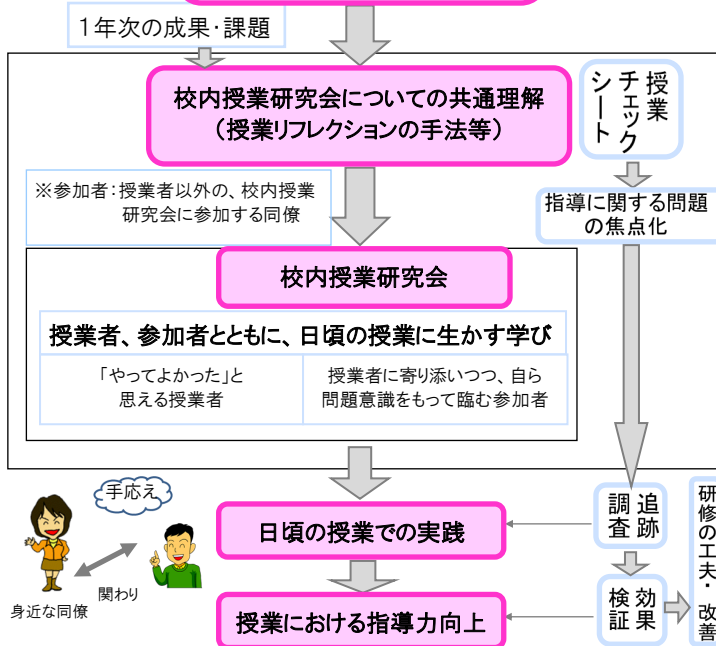 1年次の成果・課題
校内授業研究会についての共通理解
（授業リフレクションの手法等）
授業
チェック
シート
※参加者：授業者以外の、校内授業
研究会に参加する同僚
指導に関する問題
の焦点化
校内授業研究会
授業者、参加者とともに、日頃の授業に生かす学び
「やってよかった」と
思える授業者
授業者に寄り添いつつ、自ら
問題意識をもって臨む参加者
手応え
関わり
身近な同僚
日頃の授業での実践
追跡
調査
授業における指導力向上
効果
検証
研修の工夫・改善